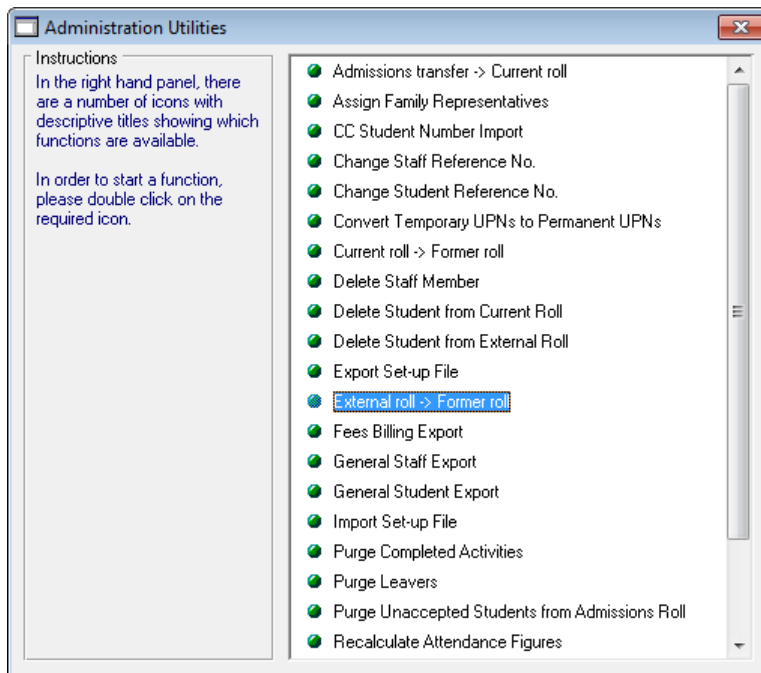 Administration Utilities
Instructions
In the right hand panel, there
are a number of icons with
descriptive titles showing which
functions are available.
In order to start a function,
please double click on the
required icon.
Admissions transfer -> Current roll
Assign Family Representatives
CC Student Number Import
Change Staff Reference No.
Change Student Reference No.
Convert Temporary UPNs to Permanent UPNs
Current roll -> Former roll
Delete Staff Member
Delete Student from Current Roll
Delete Student from External Roll
Export Set-up File
External roll -> Former roll
Fees Billing Export
General Staff Export
General Student Export
Import Set-up File
Purge Completed Activities
Purge Leavers
Purge Unaccepted Students from Admissions Roll
Recalculate Attendance Figures